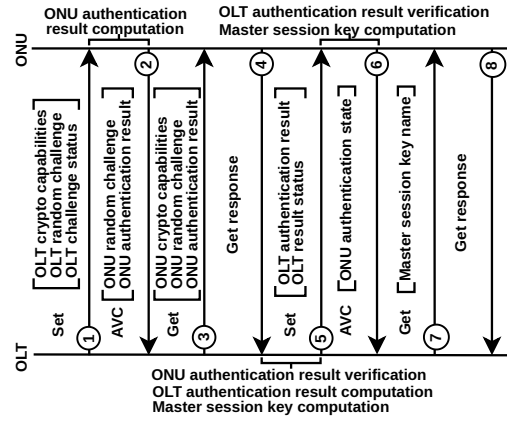 ONU authentication
result computation
OLT authentication result verification
Master session key computation
ONU
2
4
6
8
OLT crypto capabilities
OLT random challenge
OLT challenge status
ONU random challenge
ONU authentication result
ONU crypto capabilities
ONU random challenge
ONU authentication result
Get response
OLT authentication result
OLT result status
ONU authentication state
Master session key name
Get response
Set
AVC
Get
Set
AVC
Get
1
3
5
7
OLT
ONU authentication result verification
OLT authentication result computation
Master session key computation